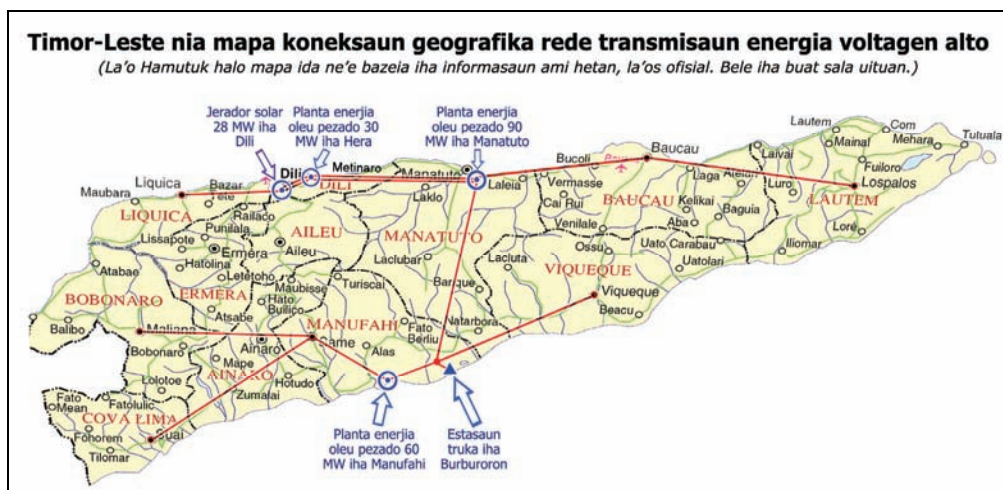 Timor-Leste nia mapa koneksaun geografika rede transmisaun energia voltagen alto
(La'o Hamutuk halo mapa ida ne'e bazeia iha informasaun ami hetan, la'os ofisial. Bele iha buat sala uituan.)
Jerador solar
28 MW iha
Dili
Planta enerjia
oleu pezado 30
MW iha Hera
Planta enerjia
oleu pezado 90
MW iha Manatuto
Lautem
Com
Mehara
Tutuala
Mainal
Fuiloro
Lospalos
LAUTEM
Loré
Iliomar
Luro
Laivai
Baucau
Bucoli
Laga
Vermasse
Cai Rui
Venilale
BAUCAU
Kelikai
Baguia
Aba
Laleia
Manatuto
Metinaro
Dili
DILI
Laklo
Liquica
Bazar
Maubara
LIQUICA
Railaco
Punilala
Lissapote
Ermera
Hatolina
Letetoho
ERMERA
Atsabe
AILEU
Aileu
MANATUTO
Laclubar
Lacluta
Ossu
Uato Carabau
Uatolari
VIQUEQUE
Viqueque
Beacu
Barque
Natarbora
Turiscai
Maubisse
Hato
Builico
MANUFAHI
Fato
Berliu
Alas
Same
Ainaro
AINARO
Mape
Hotudo
Zumalai
Atabae
BOBONARO
Balibo
Maliana
Bobonaro
Lolotoe
Fato
Mean
Fatolulic
COVA LIMA
Suai
Fohorem
Tilomar
Planta enerjia
oleu pezado 60
MW iha Manufahi
Estasaun
truka iha
Burburoron